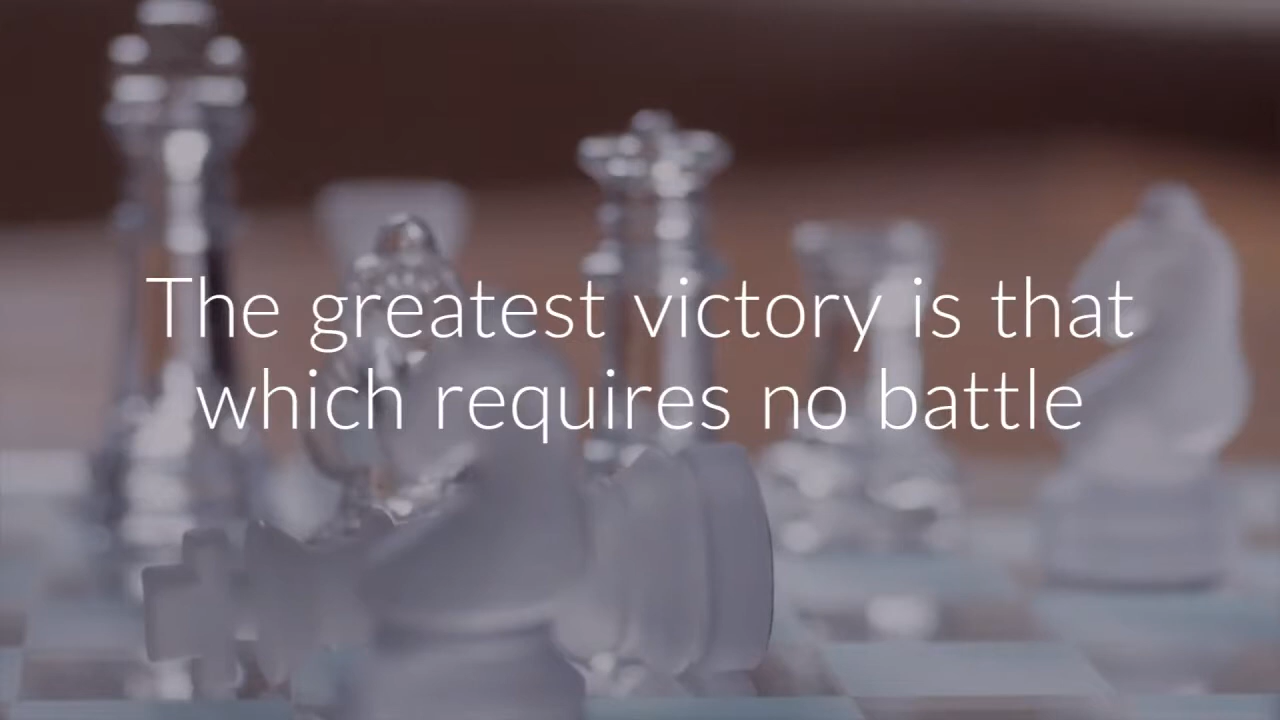 The greatest victory is that
which requires no battle